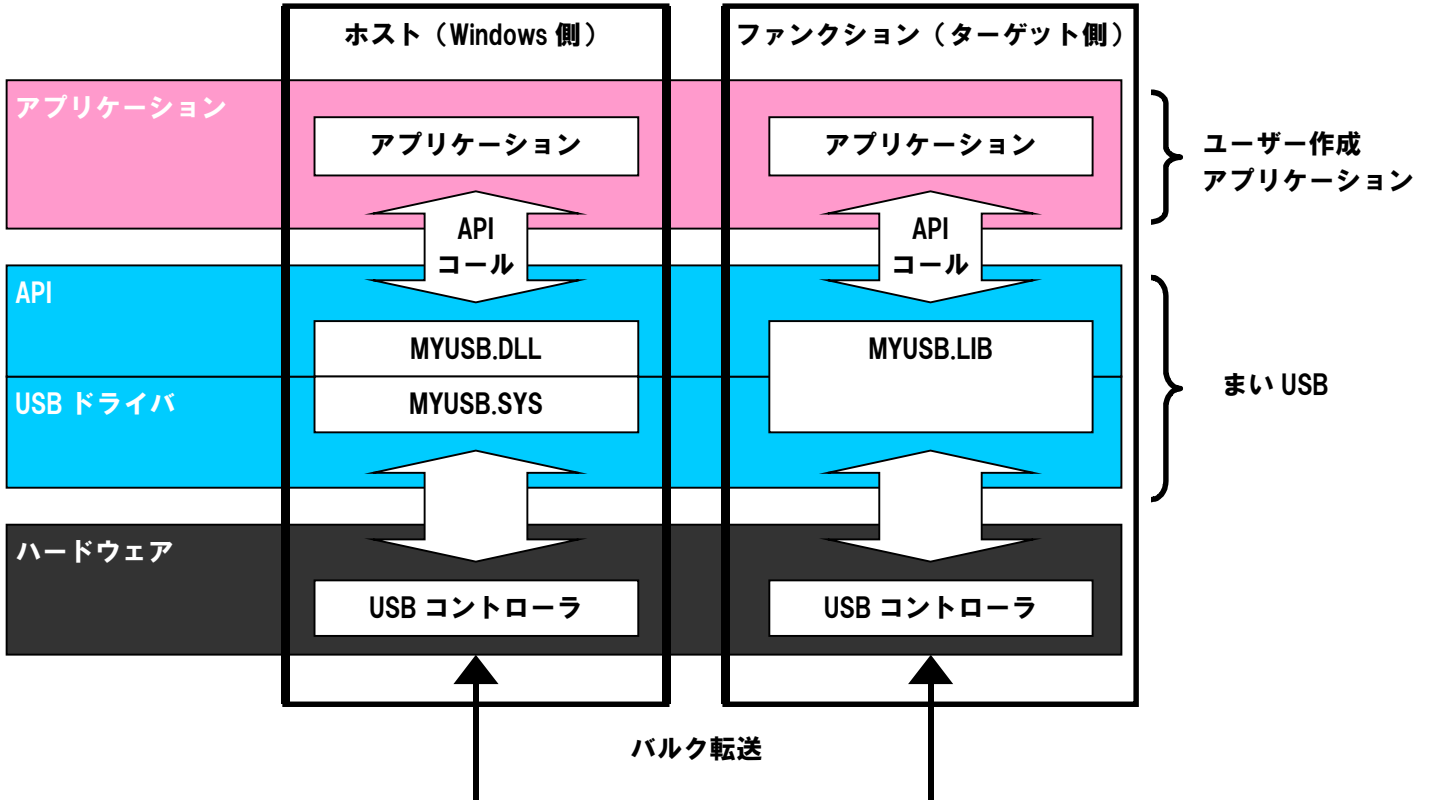 ホスト（Windows 側）
ファンクション（ターゲット側）
アプリケーション
アプリケーション
アプリケーション
ユーザー作成
アプリケーション
API
コール
API
コール
API
MYUSB.DLL
MYUSB.LIB
USB ドライバ
MYUSB.SYS
まい USB
ハードウェア
USB コントローラ
USB コントローラ
バルク転送